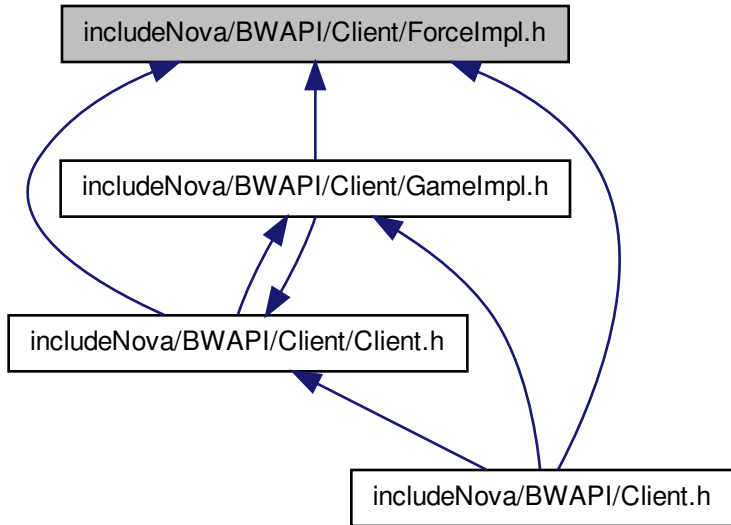 includeNova/BWAPI/Client/ForceImpl.h
includeNova/BWAPI/Client/GameImpl.h
includeNova/BWAPI/Client/Client.h
includeNova/BWAPI/Client.h